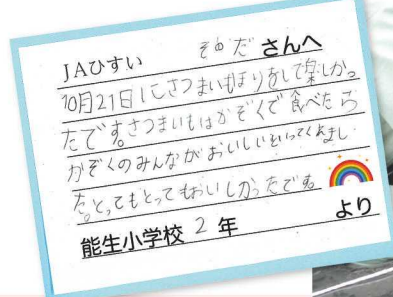 JAひすい そのだ さんへ
10月21日にさつまいもほりをして楽しかっ
たです。さつまいもはかぞくで食べたら
かぞくのみんながおいしいといってくれまし
た。とってもとってもおいしかったです。
能生小学校 2 年 より